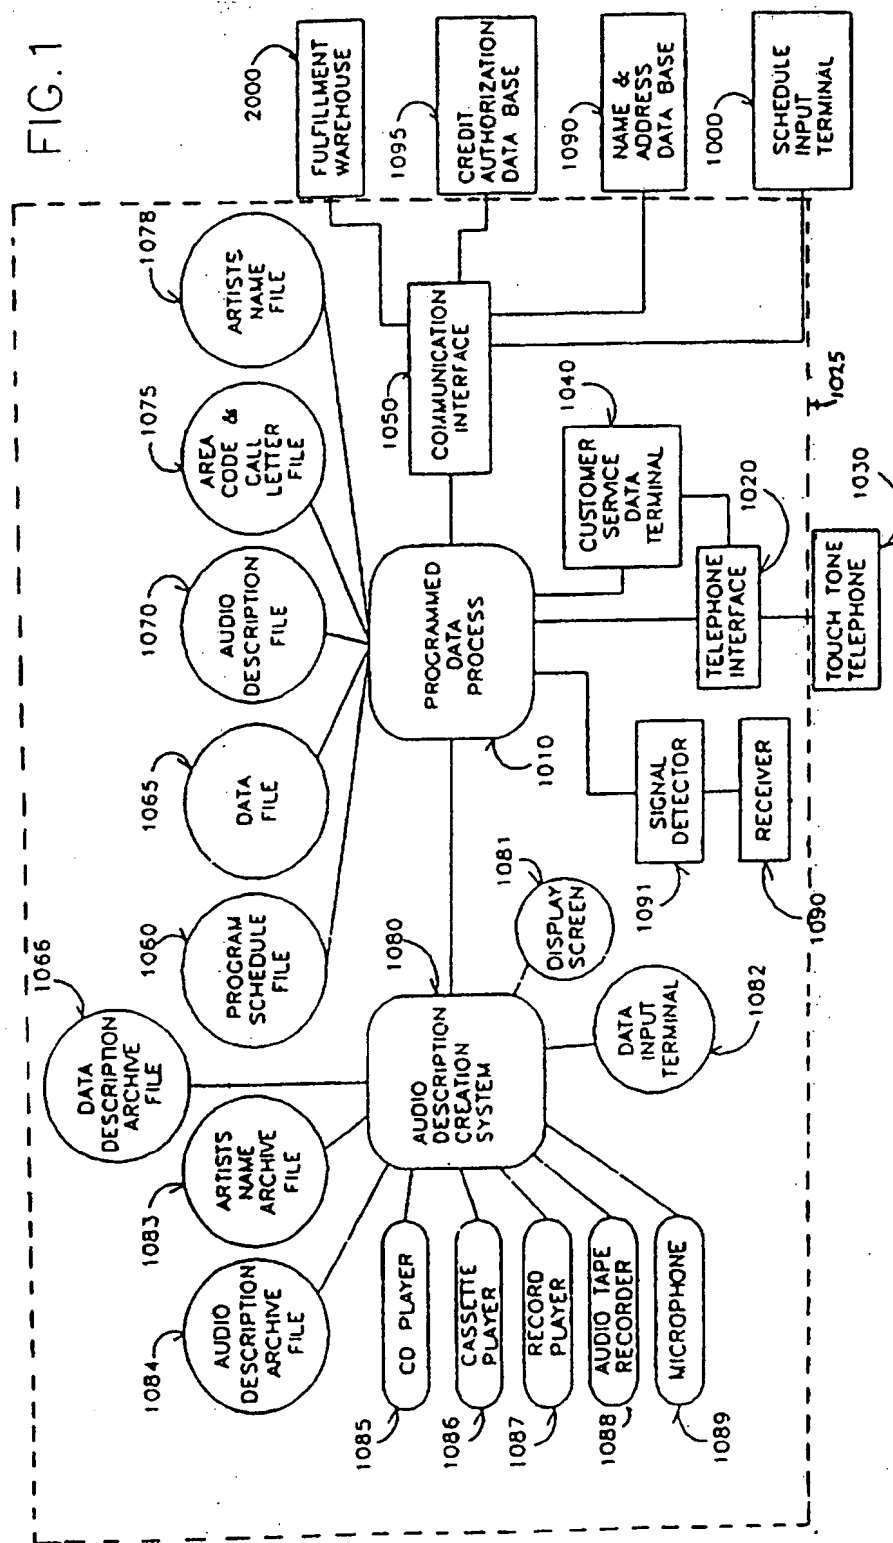 FIG.1
2000
FULFILLMENT
WAREHOUSE
1095
CREDIT
AUTHORIZATION
DATA BASE
1090
NAME &
ADDRESS
DATA BASE
1000
SCHEDULE
INPUT
TERMINAL
1078
ARTISTS
NAME
FILE
1075
AREA
CODE &
CALL
LETTER
FILE
1070
AUDIO
DESCRIPTION
FILE
1065
DATA
FILE
1060
PROGRAM
SCHEDULE
FILE
1066
DATA
DESCRIPTION
ARCHIVE
FILE
1083
ARTISTS
NAME
ARCHIVE
FILE
1084
AUDIO
DESCRIPTION
ARCHIVE
FILE
1050
COMMUNICATION
INTERFACE
PROGRAMMED
DATA
PROCESS
1010
1080
AUDIO
DESCRIPTION
CREATION
SYSTEM
1040
CUSTOMER
SERVICE
DATA
TERMINAL
1020
TELEPHONE
INTERFACE
1025
1030
TOUCH TONE
TELEPHONE
SIGNAL
DETECTOR
1091
RECEIVER
1090
1081
DISPLAY
SCREEN
DATA
INPUT
TERMINAL
1082
CD PLAYER
1085
CASSETTE
PLAYER
1086
RECORD
PLAYER
1087
AUDIO TAPE
RECORDER
1088
MICROPHONE
1089